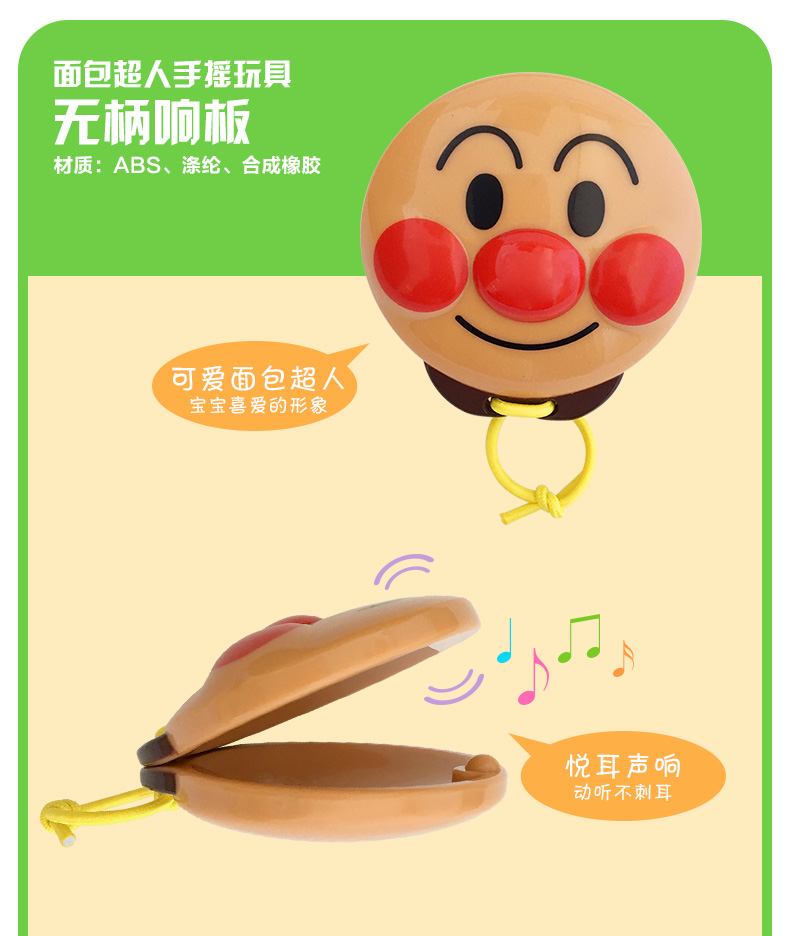 面包超人手摇玩具
无柄响板
材质：ABS、涤纶、合成橡胶
可爱面包超人
宝宝喜爱的形象
悦耳声响
动听不刺耳